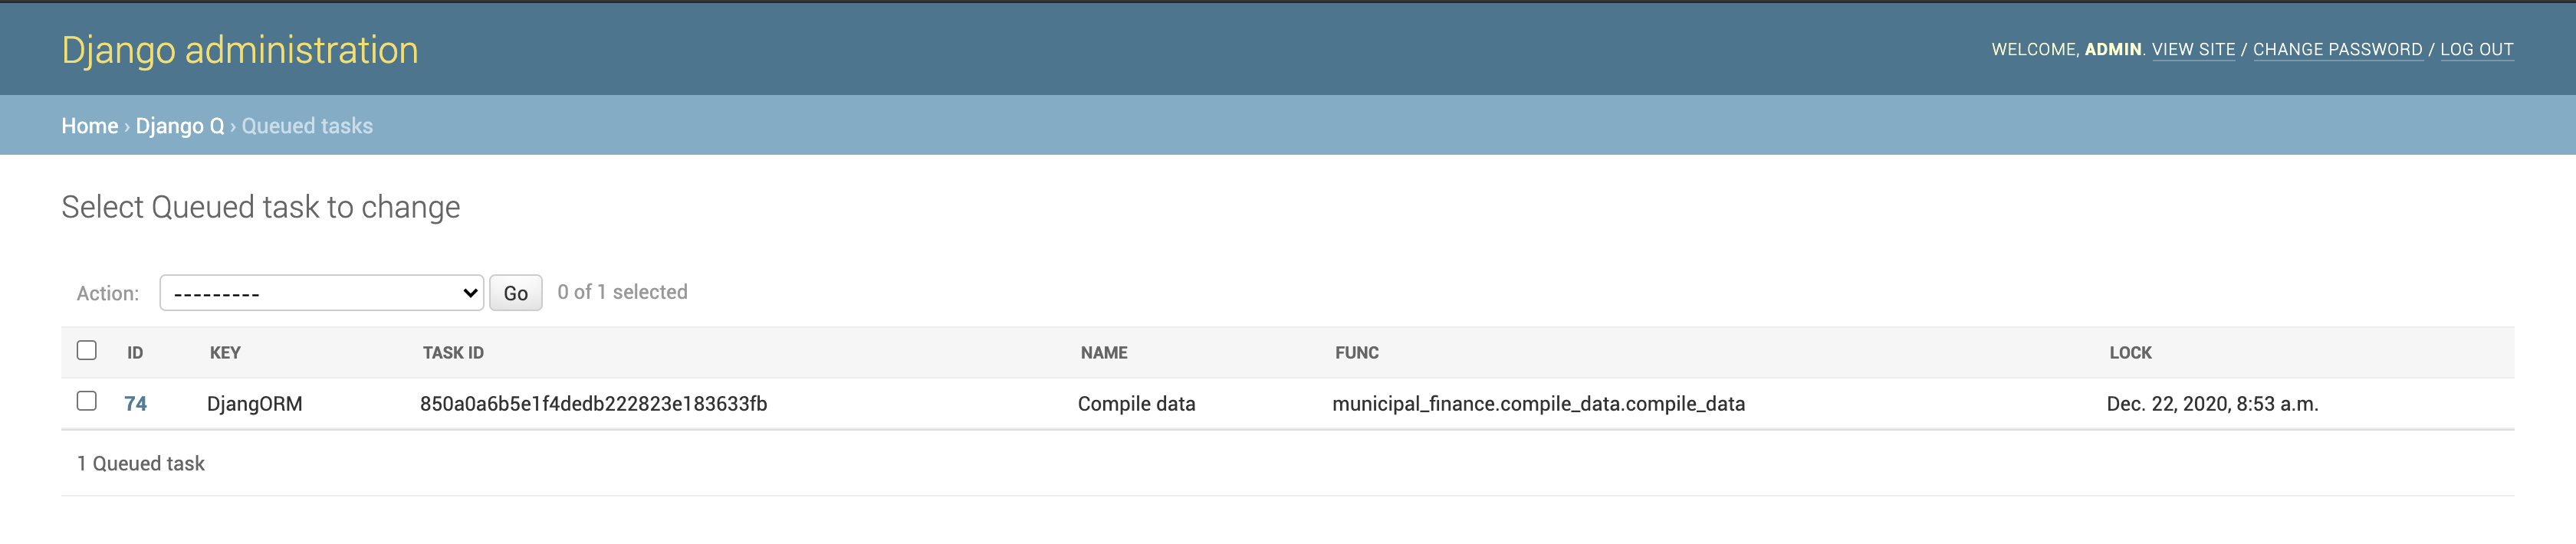 Django administration
WELCOME, ADMIN. VIEW SITE / CHANGE PASSWORD / LOG OUT
Home › Django Q › Queued tasks
Select Queued task to change
Action: --------- Go 0 of 1 selected
ID KEY TASK ID NAME FUNC LOCK
74 DjangORM 850a0a6b5e1f4dedb222823e183633fb Compile data municipal_finance.compile_data.compile_data Dec. 22, 2020, 8:53 a.m.
1 Queued task